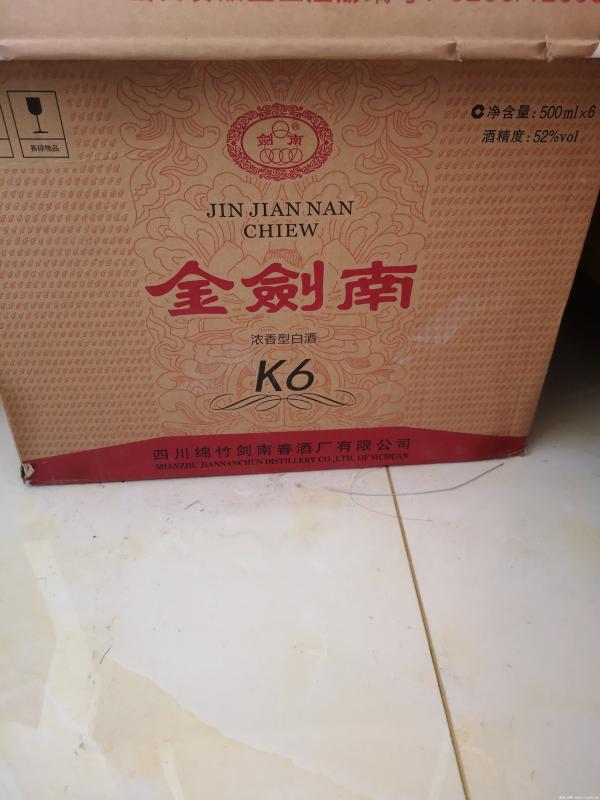 易碎物品
劍南
®
净含量: 500ml×6
酒精度: 52%vol
JIN JIAN NAN
CHIEW
金劍南
浓香型白酒
K6
四川绵竹剑南春酒厂有限公司
MIANZHU JIANNANCHUN DISTILLERY CO.,LTD. OF SICHUAN